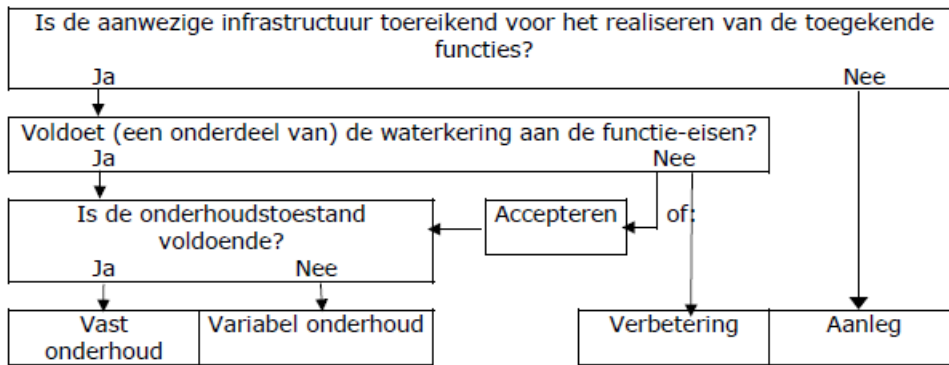 Is de aanwezige infrastructuur toereikend voor het realiseren van de toegekende
functies?
Ja Nee
Voldoet (een onderdeel van) de waterkering aan de functie-eisen?
Ja Nee
Is de onderhoudstoestand
voldoende?
Ja Nee
Accepteren of:
Vast
onderhoud
Variabel onderhoud
Verbetering
Aanleg